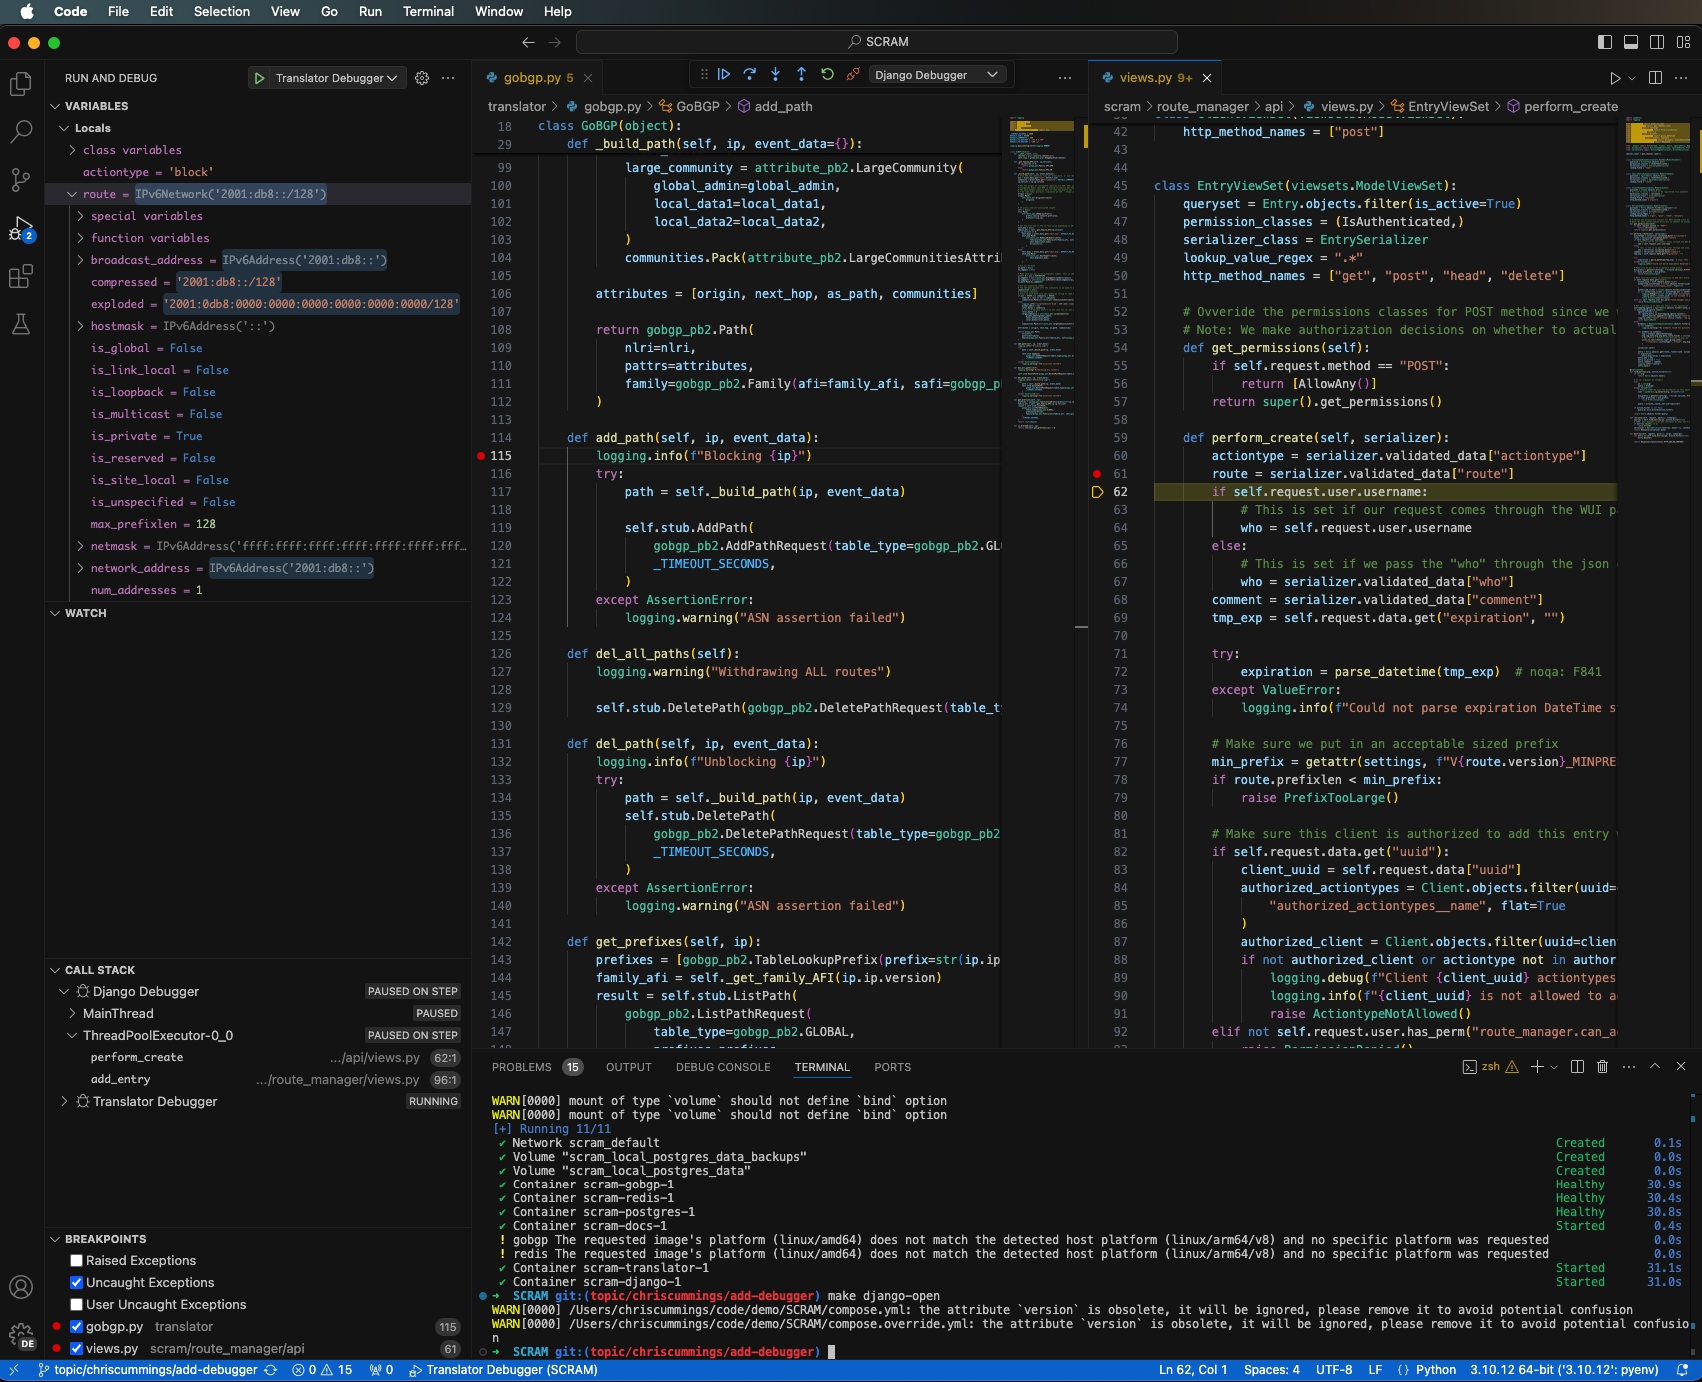 Code File Edit Selection View Go Run Terminal Window Help
SCRAM
RUN AND DEBUG
Translator Debugger
VARIABLES
Locals
class variables
actiontype = 'block'
route = IPv6Network('2001:db8::/128')
special variables
function variables
broadcast_address = IPv6Address('2001:db8::')
compressed = '2001:db8::/128'
exploded = '2001:0db8:0000:0000:0000:0000:0000:0000/128'
hostmask = IPv6Address('::')
is_global = False
is_link_local = False
is_loopback = False
is_multicast = False
is_private = True
is_reserved = False
is_site_local = False
is_unspecified = False
max_prefixlen = 128
netmask = IPv6Address('ffff:ffff:ffff:ffff:ffff:ffff:fff…
network_address = IPv6Address('2001:db8::')
num_addresses = 1
WATCH
CALL STACK
Django Debugger PAUSED ON STEP
MainThread PAUSED
ThreadPoolExecutor-0_0 PAUSED ON STEP
perform_create .../api/views.py 62:1
add_entry .../route_manager/views.py 96:1
Translator Debugger RUNNING
BREAKPOINTS
Raised Exceptions
Uncaught Exceptions
User Uncaught Exceptions
gobgp.py translator 115
views.py scram/route_manager/api 61
2
DE
gobgp.py 5
Django Debugger
translator > gobgp.py > GoBGP > add_path
18 class GoBGP(object):
29 def _build_path(self, ip, event_data={}):
99 large_community = attribute_pb2.LargeCommunity(
100 global_admin=global_admin,
101 local_data1=local_data1,
102 local_data2=local_data2,
103 )
104 communities.Pack(attribute_pb2.LargeCommunitiesAttri
105
106 attributes = [origin, next_hop, as_path, communities]
107
108 return gobgp_pb2.Path(
109 nlri=nlri,
110 pattrs=attributes,
111 family=gobgp_pb2.Family(afi=family_afi, safi=gobgp_p
112 )
113
114 def add_path(self, ip, event_data):
115 logging.info(f"Blocking {ip}")
116 try:
117 path = self._build_path(ip, event_data)
118
119 self.stub.AddPath(
120 gobgp_pb2.AddPathRequest(table_type=gobgp_pb2.GL
121 _TIMEOUT_SECONDS,
122 )
123 except AssertionError:
124 logging.warning("ASN assertion failed")
125
126 def del_all_paths(self):
127 logging.warning("Withdrawing ALL routes")
128
129 self.stub.DeletePath(gobgp_pb2.DeletePathRequest(table_t
130
131 def del_path(self, ip, event_data):
132 logging.info(f"Unblocking {ip}")
133 try:
134 path = self._build_path(ip, event_data)
135 self.stub.DeletePath(
136 gobgp_pb2.DeletePathRequest(table_type=gobgp_pb2
137 _TIMEOUT_SECONDS,
138 )
139 except AssertionError:
140 logging.warning("ASN assertion failed")
141
142 def get_prefixes(self, ip):
143 prefixes = [gobgp_pb2.TableLookupPrefix(prefix=str(ip.ip
144 family_afi = self._get_family_AFI(ip.ip.version)
145 result = self.stub.ListPath(
146 gobgp_pb2.ListPathRequest(
147 table_type=gobgp_pb2.GLOBAL,
views.py 9+
scram > route_manager > api > views.py > EntryViewSet > perform_create
42 http_method_names = ["post"]
43
44
45 class EntryViewSet(viewsets.ModelViewSet):
46 queryset = Entry.objects.filter(is_active=True)
47 permission_classes = (IsAuthenticated,)
48 serializer_class = EntrySerializer
49 lookup_value_regex = ".*"
50 http_method_names = ["get", "post", "head", "delete"]
51
52 # Ovveride the permissions classes for POST method since we
53 # Note: We make authorization decisions on whether to actual
54 def get_permissions(self):
55 if self.request.method == "POST":
56 return [AllowAny()]
57 return super().get_permissions()
58
59 def perform_create(self, serializer):
60 actiontype = serializer.validated_data["actiontype"]
61 route = serializer.validated_data["route"]
62 if self.request.user.username:
63 # This is set if our request comes through the WUI p
64 who = self.request.user.username
65 else:
66 # This is set if we pass the "who" through the json
67 who = serializer.validated_data["who"]
68 comment = serializer.validated_data["comment"]
69 tmp_exp = self.request.data.get("expiration", "")
70
71 try:
72 expiration = parse_datetime(tmp_exp) # noqa: F841
73 except ValueError:
74 logging.info(f"Could not parse expiration DateTime s
75
76 # Make sure we put in an acceptable sized prefix
77 min_prefix = getattr(settings, f"V{route.version}_MINPRE
78 if route.prefixlen < min_prefix:
79 raise PrefixTooLarge()
80
81 # Make sure this client is authorized to add this entry
82 if self.request.data.get("uuid"):
83 client_uuid = self.request.data["uuid"]
84 authorized_actiontypes = Client.objects.filter(uuid=
85 "authorized_actiontypes__name", flat=True
86 )
87 authorized_client = Client.objects.filter(uuid=clien
88 if not authorized_client or actiontype not in author
89 logging.debug(f"Client {client_uuid} actiontypes
90 logging.info(f"{client_uuid} is not allowed to a
91 raise ActiontypeNotAllowed()
92 elif not self.request.user.has_perm("route_manager.can_a
PROBLEMS 15 OUTPUT DEBUG CONSOLE TERMINAL PORTS
zsh
WARN[0000] mount of type `volume` should not define `bind` option
WARN[0000] mount of type `volume` should not define `bind` option
[+] Running 11/11
✔ Network scram_default Created 0.1s
✔ Volume "scram_local_postgres_data_backups" Created 0.0s
✔ Volume "scram_local_postgres_data" Created 0.0s
✔ Container scram-gobgp-1 Healthy 30.9s
✔ Container scram-redis-1 Healthy 30.4s
✔ Container scram-postgres-1 Healthy 30.8s
✔ Container scram-docs-1 Started 0.4s
! gobgp The requested image's platform (linux/amd64) does not match the detected host platform (linux/arm64/v8) and no specific platform was requested 0.0s
! redis The requested image's platform (linux/amd64) does not match the detected host platform (linux/arm64/v8) and no specific platform was requested 0.0s
✔ Container scram-translator-1 Started 31.1s
✔ Container scram-django-1 Started 31.0s
➜ SCRAM git:(topic/chriscummings/add-debugger) make django-open
WARN[0000] /Users/chriscummings/code/demo/SCRAM/compose.yml: the attribute `version` is obsolete, it will be ignored, please remove it to avoid potential confusion
WARN[0000] /Users/chriscummings/code/demo/SCRAM/compose.override.yml: the attribute `version` is obsolete, it will be ignored, please remove it to avoid potential confusio
n
➜ SCRAM git:(topic/chriscummings/add-debugger)
topic/chriscummings/add-debugger 0 15 0 Translator Debugger (SCRAM) Ln 62, Col 1 Spaces: 4 UTF-8 LF {} Python 3.10.12 64-bit ('3.10.12': pyenv)